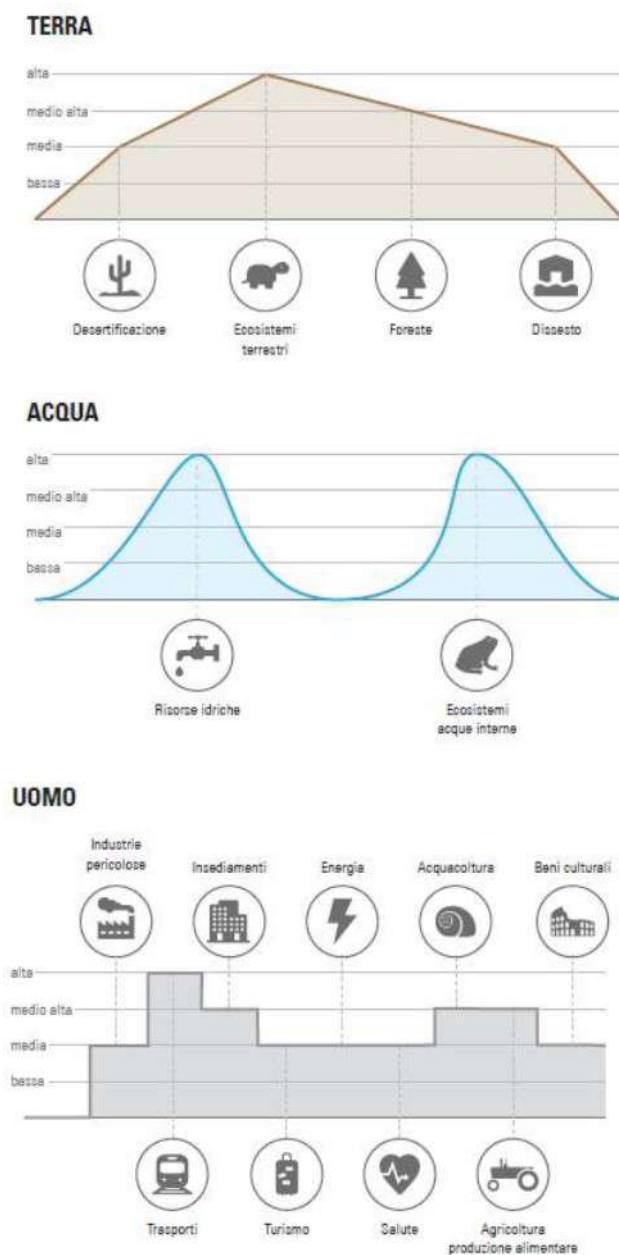 TERRA
alta
medio alta
media
bassa
Desertificazione
Ecosistemi
terrestri
Foreste
Dissesto
ACQUA
alta
medio alta
media
bassa
Risorse idriche
Ecosistemi
acque interne
UOMO
Industrie
pericolose
Insediamenti
Energia
Acquacoltura
Beni culturali
alta
medio alta
media
bassa
Trasporti
Turismo
Salute
Agricoltura
produzione alimentare